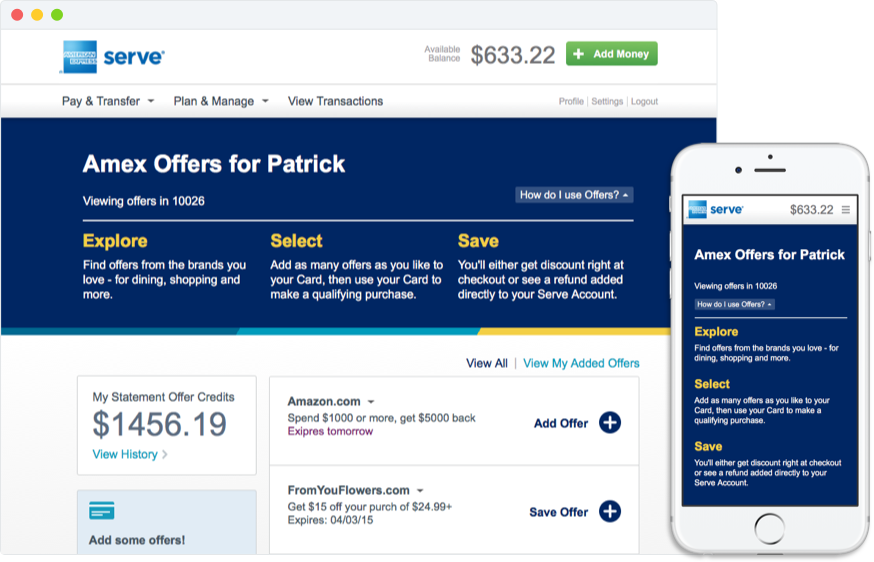 AMERICAN
EXPRESS
serve
Available
Balance
$633.22
+ Add Money
Pay & Transfer
Plan & Manage
View Transactions
Profile | Settings | Logout
Amex Offers for Patrick
Viewing offers in 10026
How do I use Offers?
Explore
Find offers from the brands you
love - for dining, shopping and
more.
Select
Add as many offers as you like to
your Card, then use your Card to
make a qualifying purchase.
Save
You'll either get discount right at
checkout or see a refund added
directly to your Serve Account.
View All | View My Added Offers
My Statement Offer Credits
$1456.19
View History
Add some offers!
Amazon.com
Spend $1000 or more, get $5000 back
Exipres tomorrow
Add Offer
FromYouFlowers.com
Get $15 off your purch of $24.99+
Expires: 04/03/15
Save Offer
serve
$633.22
Amex Offers for Patrick
Viewing offers in 10026
How do I use Offers?
Explore
Find offers from the brands you love - for
dining, shopping and more.
Select
Add as many offers as you like to your
Card, then use your Card to make a
qualifying purchase.
Save
You'll either get discount right at checkout
or see a refund added directly to your
Serve Account.